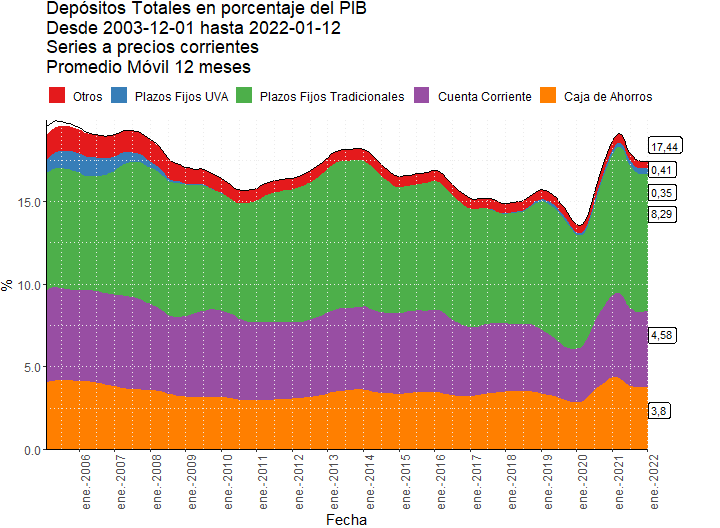 Depósitos Totales en porcentaje del PIB
Desde 2003-12-01 hasta 2022-01-12
Series a precios corrientes
Promedio Móvil 12 meses
Otros Plazos Fijos UVA Plazos Fijos Tradicionales Cuenta Corriente Caja de Ahorros
17,44
0,41
0,35
8,29
4,58
3,8
15.0
10.0
5.0
0.0
%
ene.-2006 ene.-2007 ene.-2008 ene.-2009 ene.-2010 ene.-2011 ene.-2012 ene.-2013 ene.-2014 ene.-2015 ene.-2016 ene.-2017 ene.-2018 ene.-2019 ene.-2020 ene.-2021 ene.-2022
Fecha